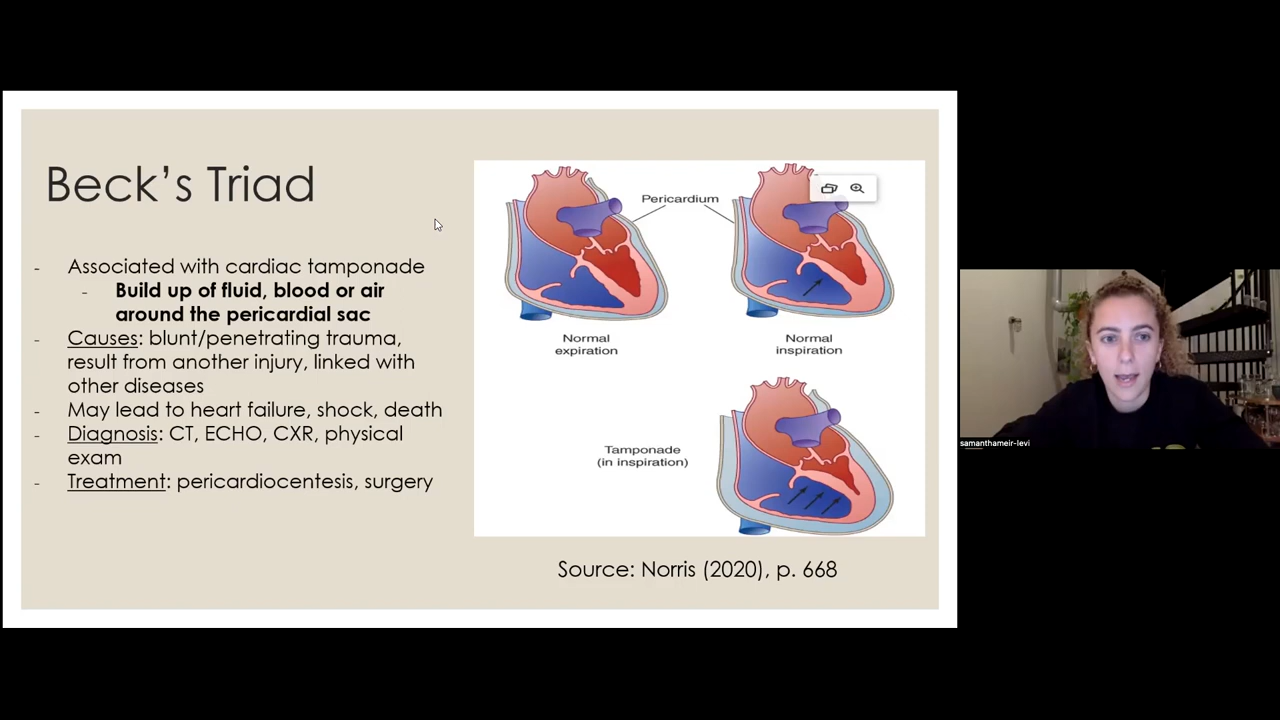 Beck's Triad
- Associated with cardiac tamponade
- Build up of fluid, blood or air
around the pericardial sac
- Causes: blunt/penetrating trauma,
result from another injury, linked with
other diseases
- May lead to heart failure, shock, death
- Diagnosis: CT, ECHO, CXR, physical
exam
- Treatment: pericardiocentesis, surgery
Pericardium
Normal
expiration
Normal
inspiration
Tamponade
(in inspiration)
Source: Norris (2020), p. 668
samanthameir-levi